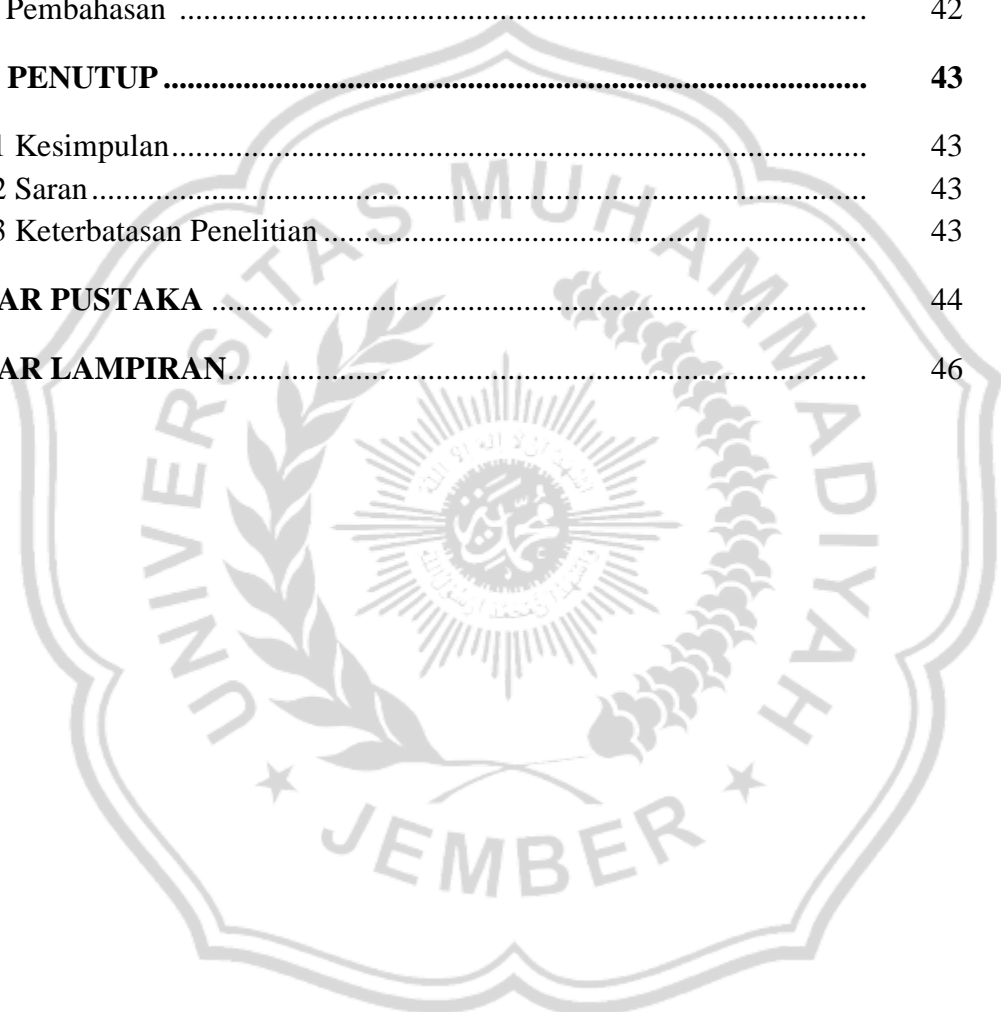 Pembahasan ...................................................................................... 42
PENUTUP ........................................................................................ 43
1 Kesimpulan....................................................................................... 43
2 Saran................................................................................................. 43
3 Keterbatasan Penelitian .................................................................... 43
AR PUSTAKA .................................................................................. 44
AR LAMPIRAN................................................................................ 46
UNIVERSITAS MUHAMMADIYAH
JEMBER